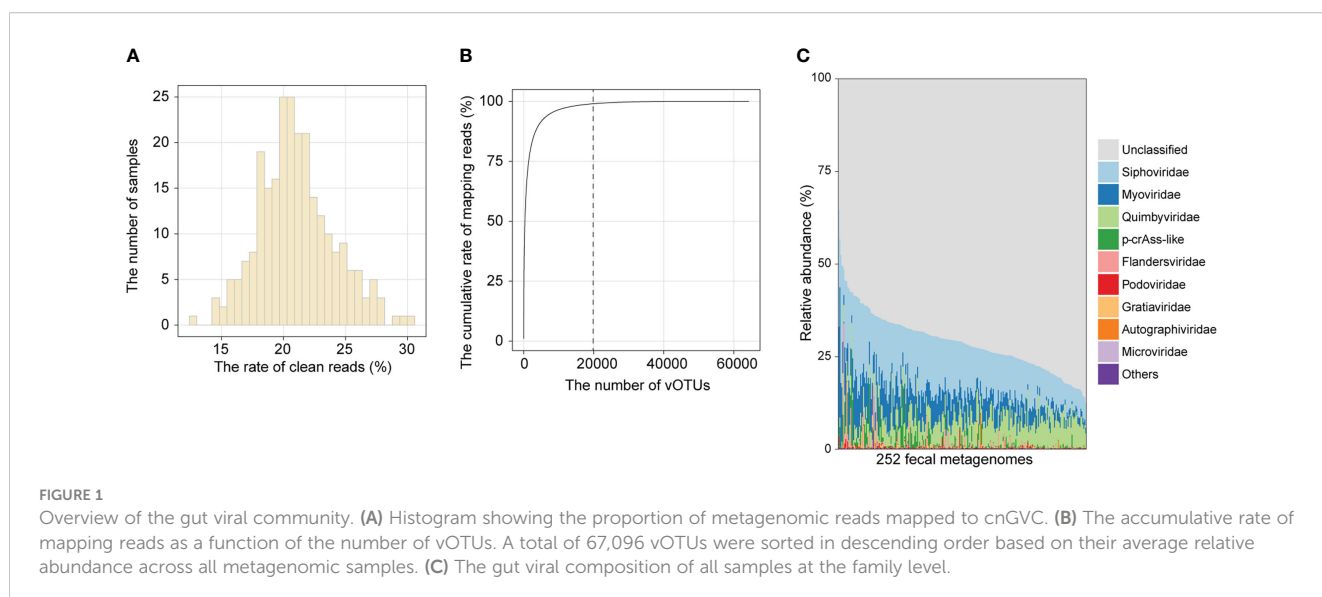 A
The number of samples
25
20
15
10
5
0
15 20 25 30
The rate of clean reads (%)
B
The cumulative rate of mapping reads (%)
100
75
50
25
0
0 20000 40000 60000
The number of vOTUs
C
Relative abundance (%)
100
75
50
25
0
252 fecal metagenomes
Unclassified
Siphoviridae
Myoviridae
Quimbyviridae
p-crAss-like
Flandersviridae
Podoviridae
Gratiaviridae
Autographiviridae
Microviridae
Others
FIGURE 1
Overview of the gut viral community. (A) Histogram showing the proportion of metagenomic reads mapped to cnGVC. (B) The accumulative rate of
mapping reads as a function of the number of vOTUs. A total of 67,096 vOTUs were sorted in descending order based on their average relative
abundance across all metagenomic samples. (C) The gut viral composition of all samples at the family level.